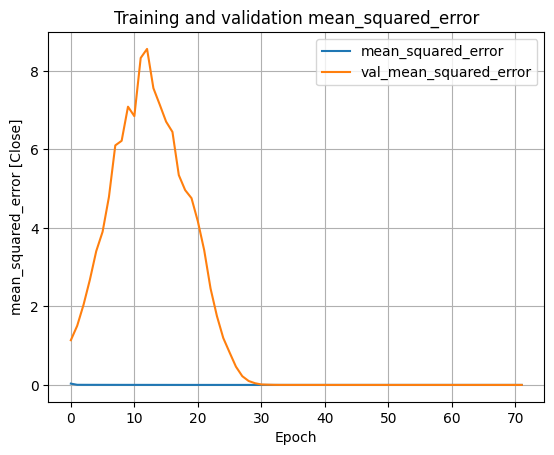 Training and validation mean_squared_error
mean_squared_error
val_mean_squared_error
mean_squared_error [Close]
8
6
4
2
0
0 10 20 30 40 50 60 70
Epoch